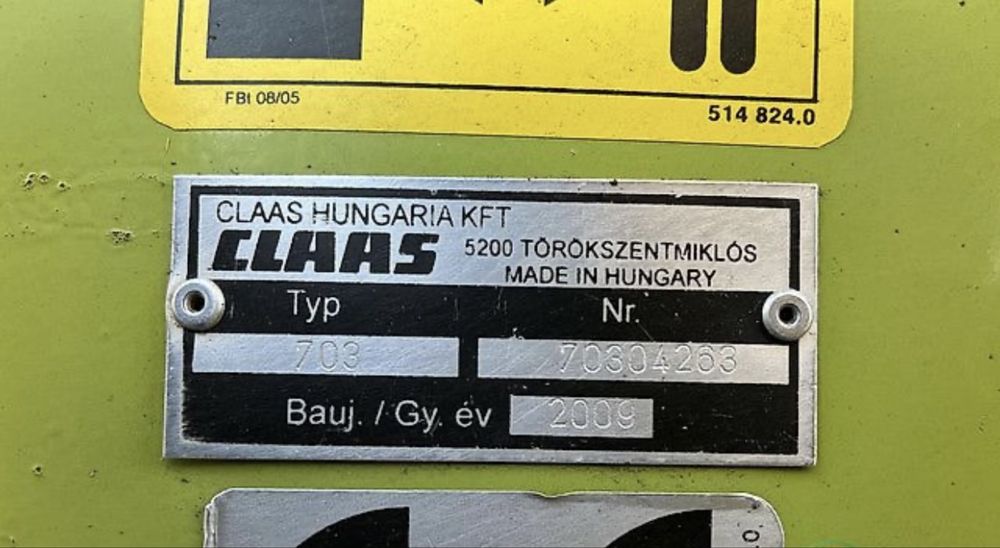 FBt 08/05
514 824.0
CLAAS HUNGARIA KFT
CLAAS 5200 TÖRÖKSZENTMIKLÓS
MADE IN HUNGARY
Typ Nr.
703 70304263
Bauj. / Gy. év 2009